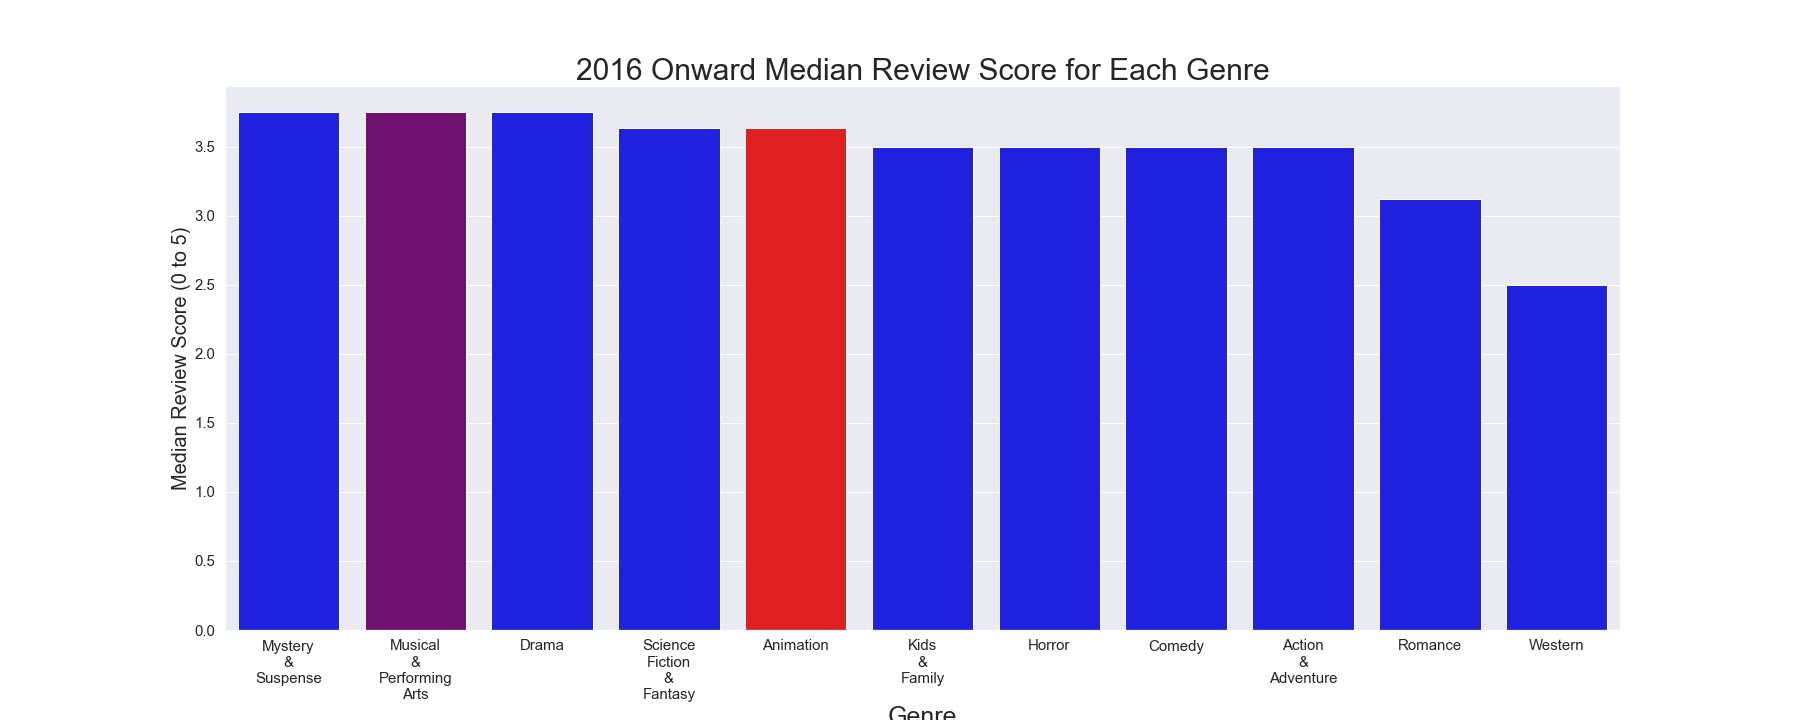 2016 Onward Median Review Score for Each Genre
Median Review Score (0 to 5)
3.5
3.0
2.5
2.0
1.5
1.0
0.5
0.0
Mystery
&
Suspense
Musical
&
Performing
Arts
Drama
Science
Fiction
&
Fantasy
Animation
Kids
&
Family
Horror
Comedy
Action
&
Adventure
Romance
Western
Genre